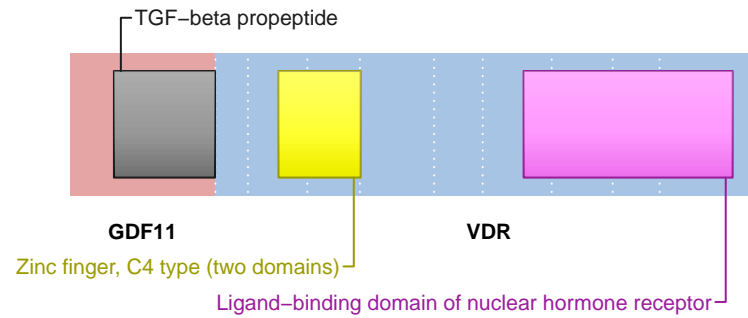 TGF−beta propeptide
GDF11
VDR
Zinc finger, C4 type (two domains)
Ligand−binding domain of nuclear hormone receptor